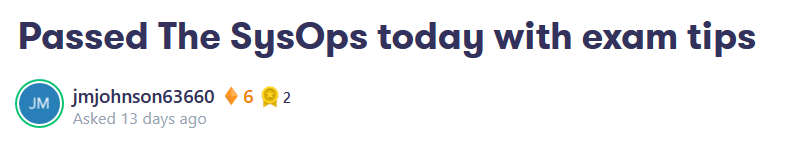 Passed The SysOps today with exam tips
JM
jmjohnson63660 6 2
Asked 13 days ago